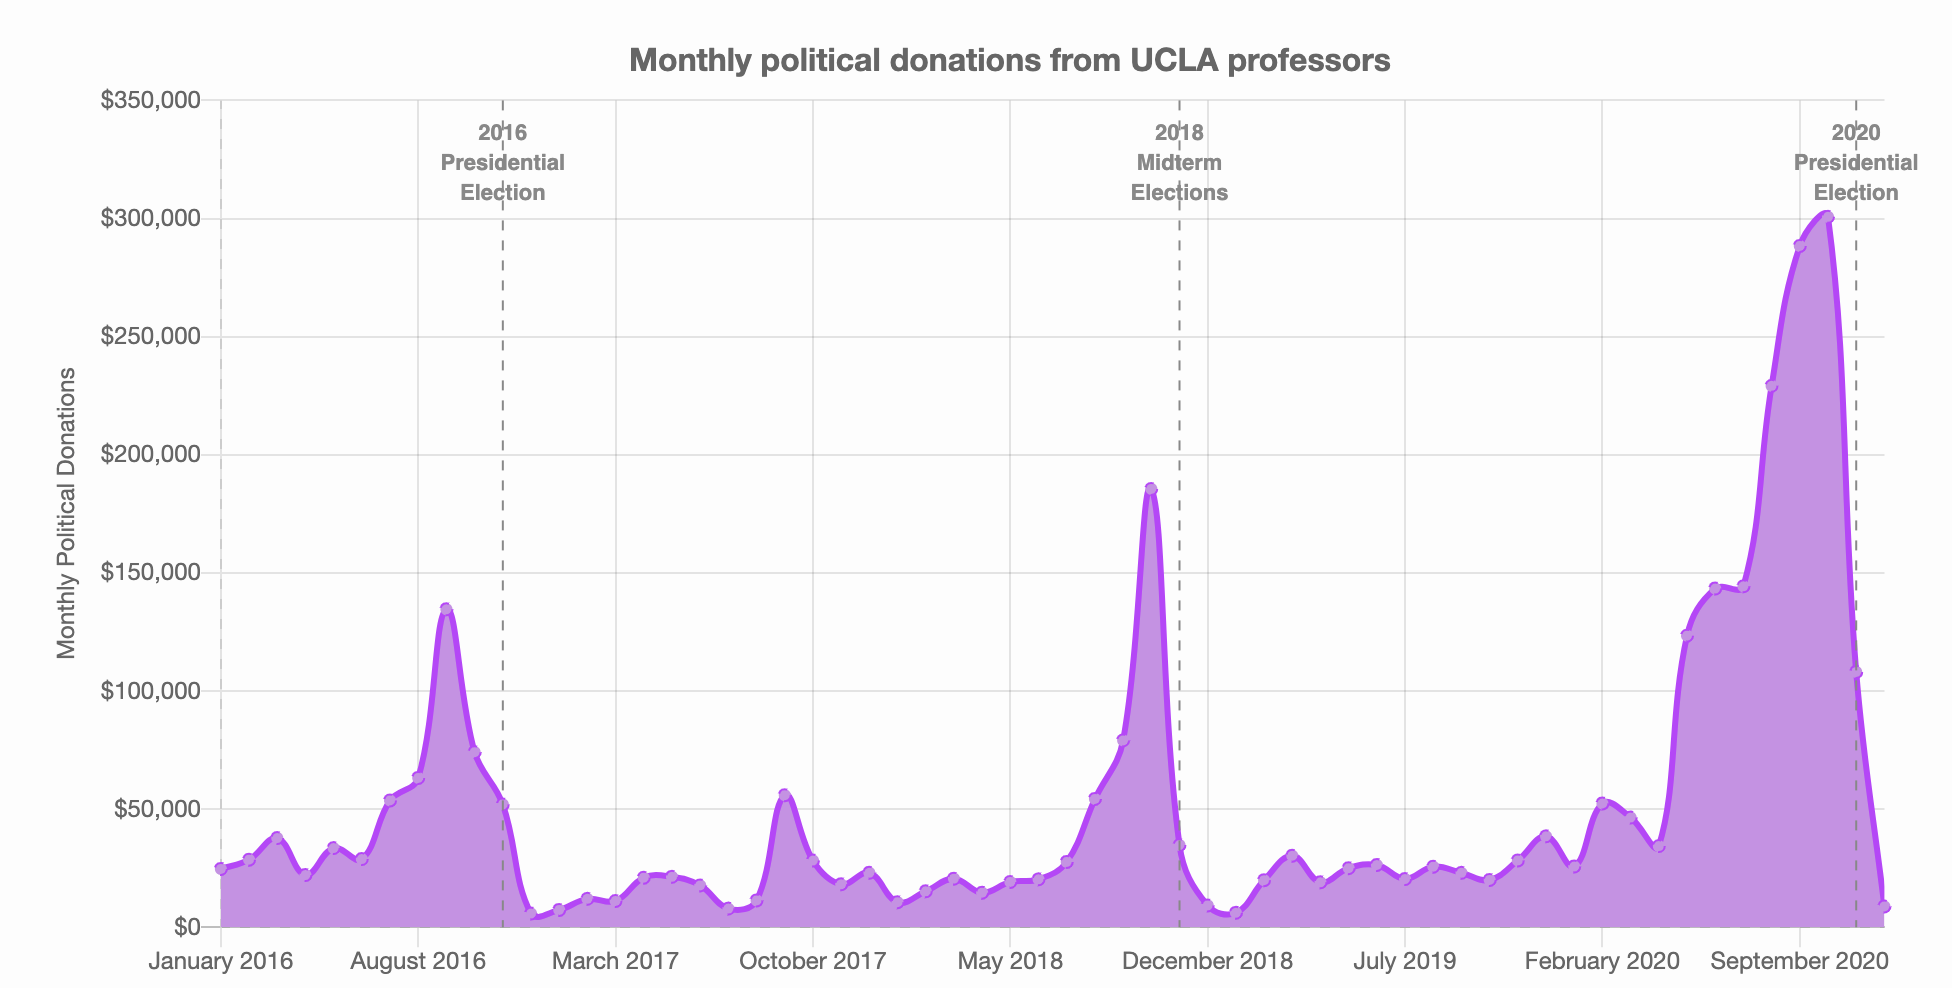 Monthly political donations from UCLA professors
$350,000
$300,000
$250,000
$200,000
$150,000
$100,000
$50,000
$0
Monthly Political Donations
2016
Presidential
Election
2018
Midterm
Elections
2020
Presidential
Election
January 2016
August 2016
March 2017
October 2017
May 2018
December 2018
July 2019
February 2020
September 2020